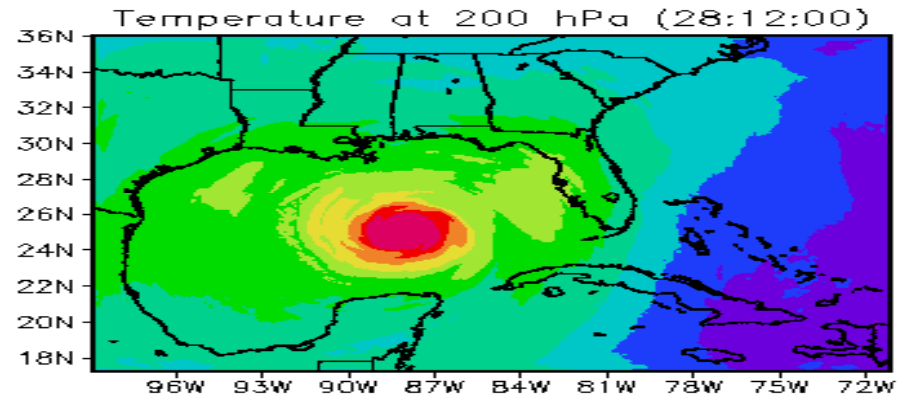 Temperature at 200 hPa (28:12:00)
36N
34N
32N
30N
28N
26N
24N
22N
20N
18N
96W 93W 90W 87W 84W 81W 78W 75W 72W